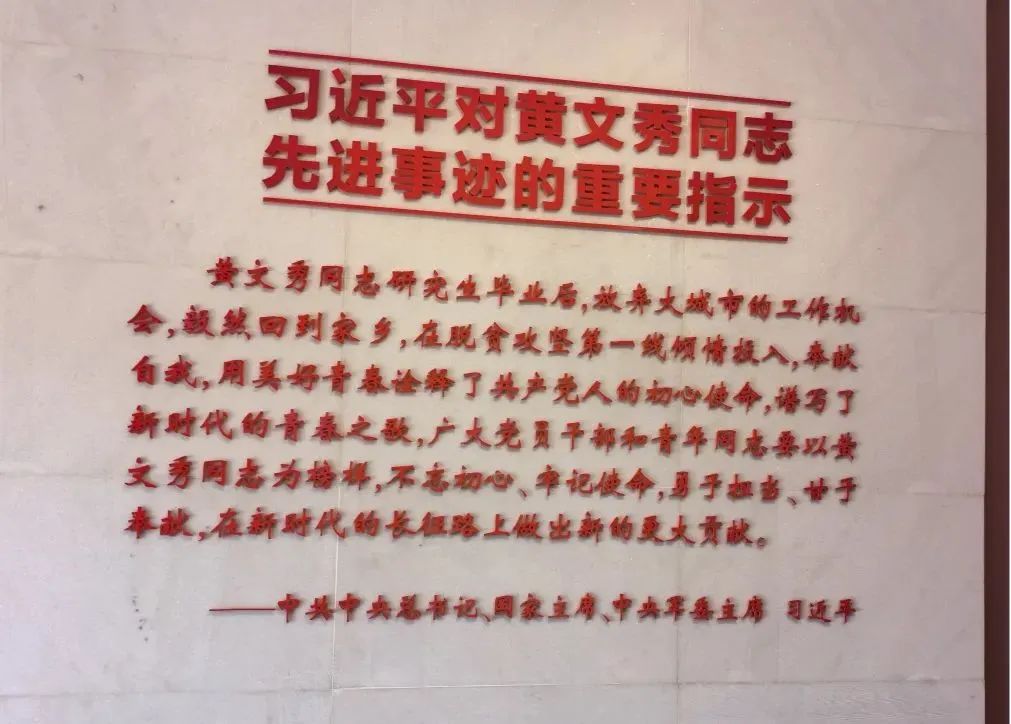 习近平对黄文秀同志
先进事迹的重要指示
黄文秀同志研究生毕业后，放弃大城市的工作机
会，毅然回到家乡，在脱贫攻坚第一线倾情投入，奉献
自我，用美好青春诠释了共产党人的初心使命，谱写了
新时代的青春之歌，广大党员干部和青年同志要以黄
文秀同志为榜样，不忘初心、牢记使命，勇于担当、甘于
奉献，在新时代的长征路上做出新的更大贡献。
——中共中央总书记、国家主席、中央军委主席 习近平